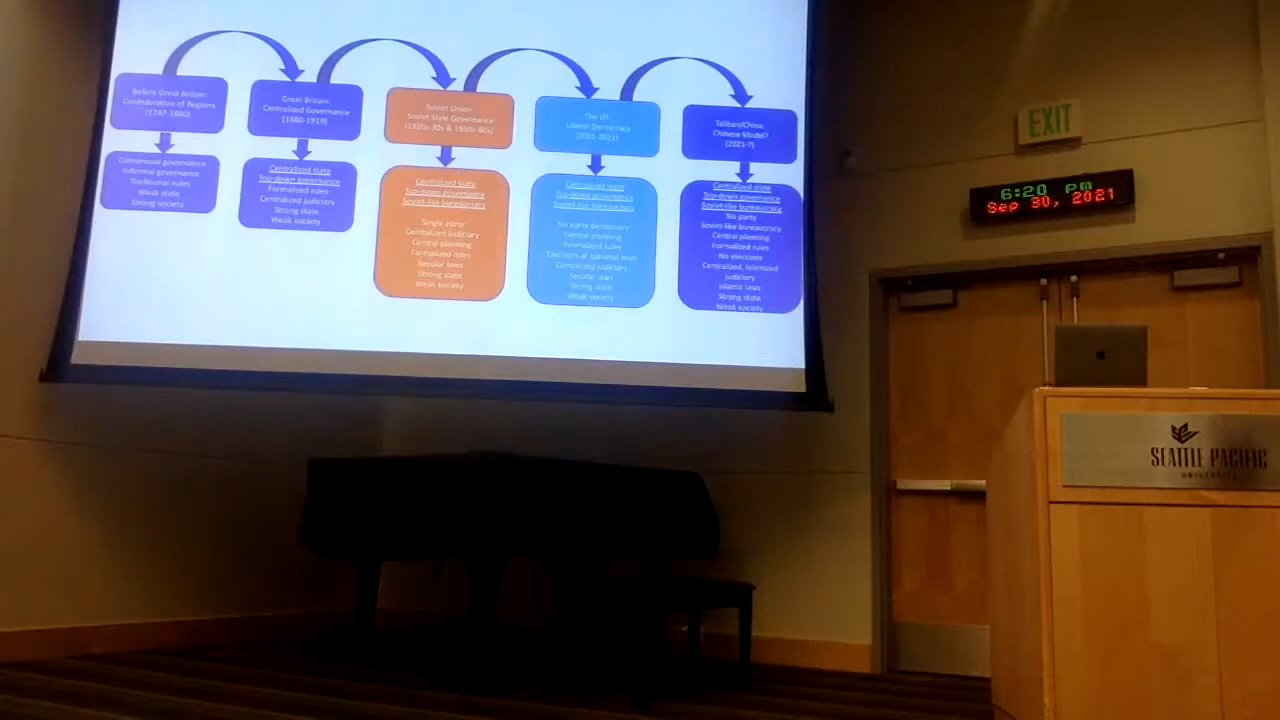 Before Great Britain:
Confederation of Regions
(1747-1880)
Consensual governance
Informal governance
Traditional rules
Weak state
Strong society
Great Britain:
Centralized Governance
(1880-1919)
Centralized state
Top-down governance
Formalized rules
Centralized judiciary
Strong state
Weak society
Soviet Union:
Soviet Style Governance
(1920s-30s & 1950s-80s)
Centralized state
Top-down governance
Soviet-like bureaucracy
Single party
Centralized judiciary
Central planning
Formalized rules
Secular laws
Strong state
Weak society
The US:
Liberal Democracy
(2001-2021)
Centralized state
Top-down governance
Soviet-like bureaucracy
No party democracy
Central planning
Formalized rules
Elections at national level
Centralized judiciary
Secular laws
Strong state
Weak society
Taliban/China:
Chinese Model?
(2021-?)
Centralized state
Top-down governance
Soviet-like bureaucracy
No party
Soviet-like bureaucracy
Central planning
Formalized rules
No elections
Centralized, Islamized
judiciary
Islamic laws
Strong state
Weak society
EXIT
6:20 PM
Sep 30, 2021
SEATTLE PACIFIC
UNIVERSITY